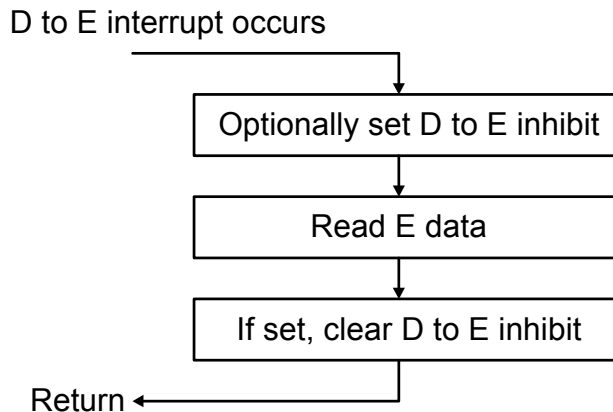 D to E interrupt occurs
Optionally set D to E inhibit
Read E data
If set, clear D to E inhibit
Return